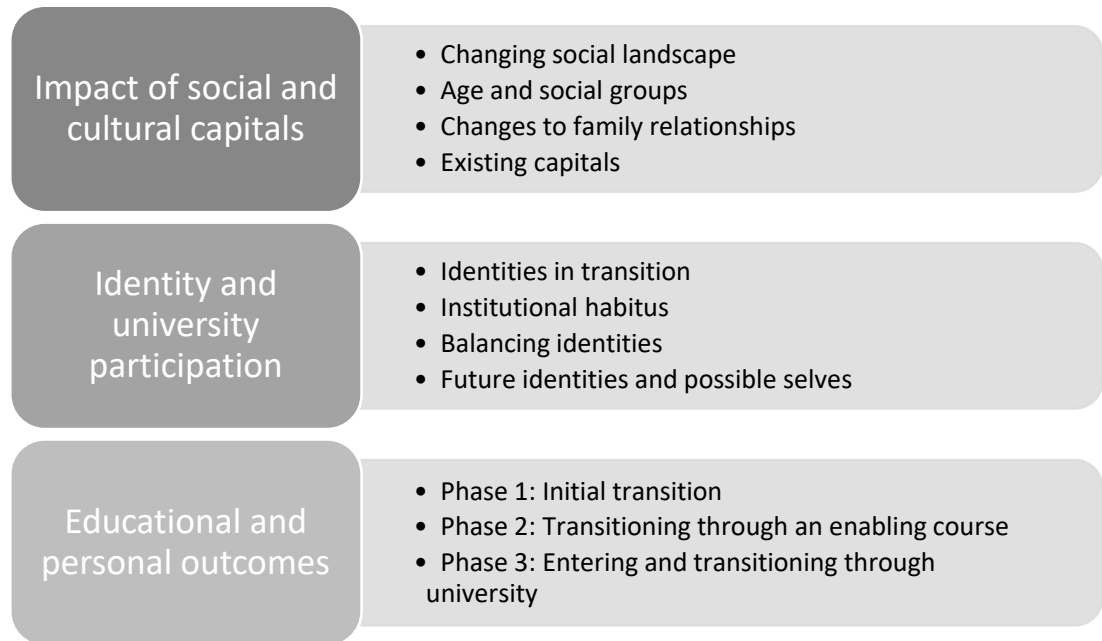 Impact of social and
cultural capitals
• Changing social landscape
• Age and social groups
• Changes to family relationships
• Existing capitals
Identity and
university
participation
• Identities in transition
• Institutional habitus
• Balancing identities
• Future identities and possible selves
Educational and
personal outcomes
• Phase 1: Initial transition
• Phase 2: Transitioning through an enabling course
• Phase 3: Entering and transitioning through
university